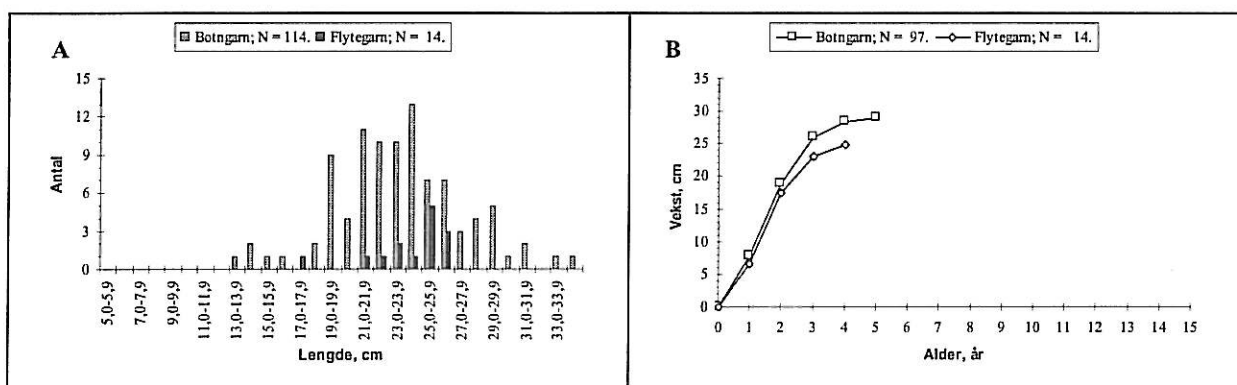 A
Botngarn; N = 114. Flytegarn; N = 14.
15
12
9
6
3
0
Antal
5,0-5,9 7,0-7,9 9,0-9,9 11,0-11,9 13,0-13,9 15,0-15,9 17,0-17,9 19,0-19,9 21,0-21,9 23,0-23,9 25,0-25,9 27,0-27,9 29,0-29,9 31,0-31,9 33,0-33,9
Lengde, cm
B
Botngarn; N = 97. Flytegarn; N = 14.
35
30
25
20
15
10
5
0
Vekst, cm
0 1 2 3 4 5 6 7 8 9 10 11 12 13 14 15
Alder, år